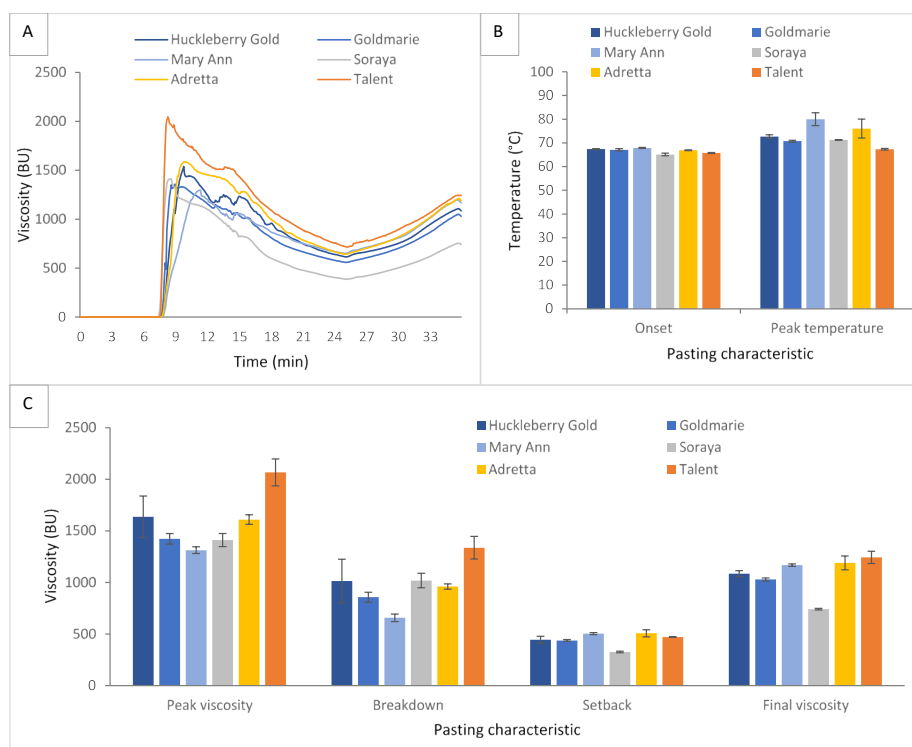 A
Huckleberry Gold
Goldmarie
Mary Ann
Soraya
Adretta
Talent
2500
2000
1500
1000
500
0
Viscosity (BU)
0 3 6 9 12 15 18 21 24 27 30 33
Time (min)
B
Huckleberry Gold
Goldmarie
Mary Ann
Soraya
Adretta
Talent
100
90
80
70
60
50
40
30
20
10
0
Temperature (°C)
Onset
Peak temperature
Pasting characteristic
C
Huckleberry Gold
Goldmarie
Mary Ann
Soraya
Adretta
Talent
2500
2000
1500
1000
500
0
Viscosity (BU)
Peak viscosity
Breakdown
Setback
Final viscosity
Pasting characteristic